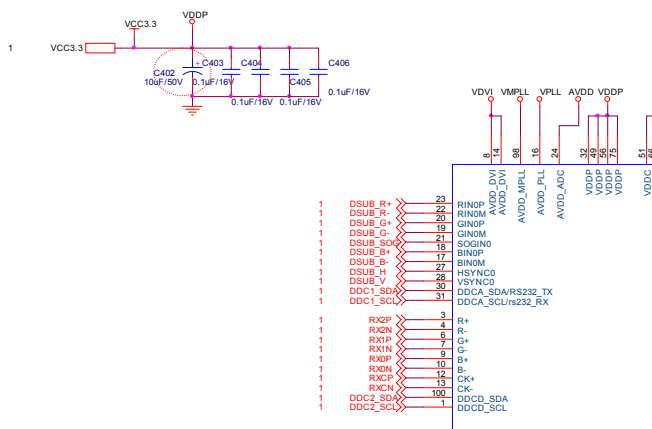 VDDP
VCC3.3
1 VCC3.3
+ C403 C404 C406
C402
10uF/50V 0.1uF/16V C405
0.1uF/16V
0.1uF/16V 0.1uF/16V
VDVI VMPLL VPLL AVDD VDDP
8 14 98 16 24 32 49 56 75 51 66
AVDD_DVI AVDD_DVI AVDD_MPLL AVDD_PLL AVDD_ADC VDDP VDDP VDDP VDDP VDDC
1 DSUB_R+ 23 RIN0P
1 DSUB_R- 22 RIN0M
1 DSUB_G+ 20 GIN0P
1 DSUB_G- 19 GIN0M
1 DSUB_SOG 21 SOGIN0
1 DSUB_B+ 18 BIN0P
1 DSUB_B- 17 BIN0M
1 DSUB_H 27 HSYNC0
1 DSUB_V 28 VSYNC0
1 DDC1_SDA 30 DDCA_SDA/RS232_TX
1 DDC1_SCL 31 DDCA_SCL/rs232_RX
1 RX2P 3 R+
1 RX2N 4 R-
1 RX1P 6 G+
1 RX1N 7 G-
1 RX0P 9 B+
1 RX0N 10 B-
1 RXCP 12 CK+
1 RXCN 13 CK-
1 DDC2_SDA 100 DDCD_SDA
1 DDC2_SCL 1 DDCD_SCL